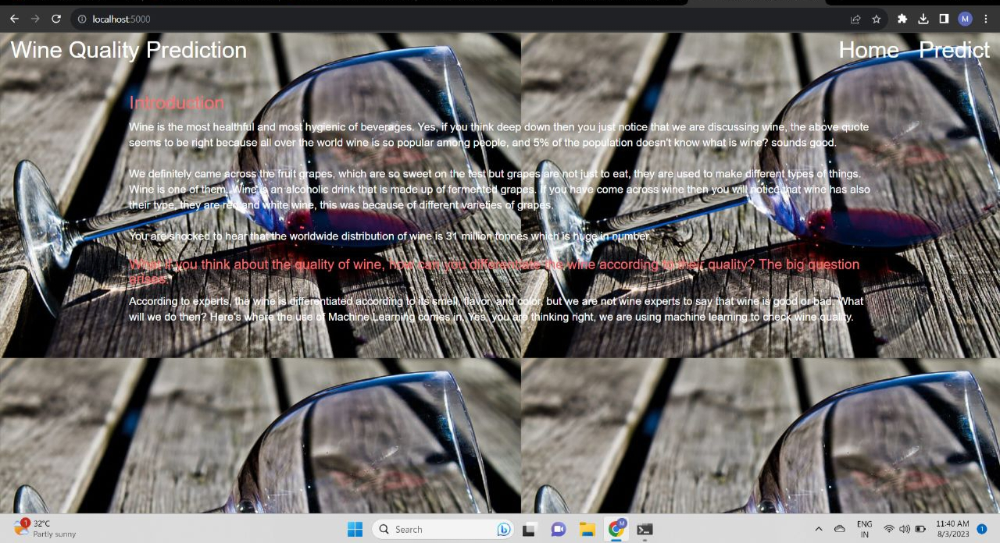 localhost:5000
M
Wine Quality Prediction
Home Predict
Introduction
Wine is the most healthful and most hygienic of beverages. Yes, if you think deep down then you just notice that we are discussing wine, the above quote
seems to be right because all over the world wine is so popular among people, and 5% of the population doesn't know what is wine? sounds good.
We definitely came across the fruit grapes, which are so sweet on the test but grapes are not just to eat, they are used to make different types of things.
Wine is one of them. Wine is an alcoholic drink that is made up of fermented grapes. If you have come across wine then you will notice that wine has also
their type, they are red and white wine, this was because of different varieties of grapes.
You are shocked to hear that the worldwide distribution of wine is 31 million tonnes which is huge in number.
you think about the quality of wine, how can you differentiate the wine according to their quality? The big question
arises.
According to experts, the wine is differentiated according to its smell, flavor, and color, but we are not wine experts to say that wine is good or bad. What
will we do then? Here's where the use of Machine Learning comes in. Yes, you are thinking right, we are using machine learning to check wine quality.
1
32°C
Partly sunny
Search
M
ENG
IN
11:40 AM
8/3/2023
1